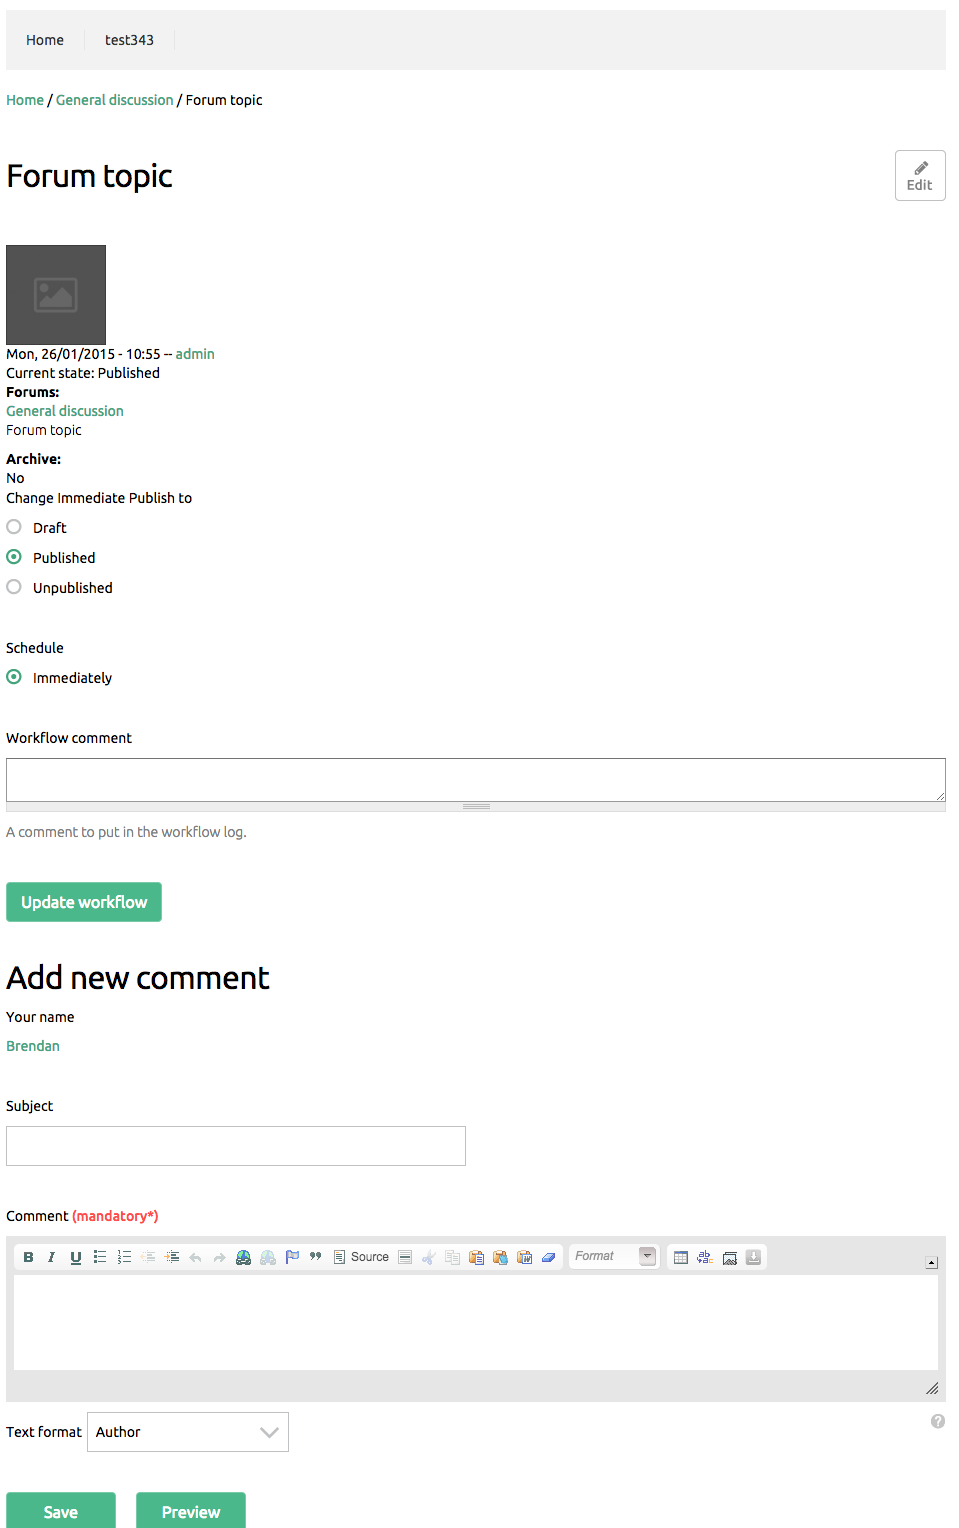 Home test343
Home / General discussion / Forum topic
Forum topic
Edit
Mon, 26/01/2015 - 10:55 -- admin
Current state: Published
Forums:
General discussion
Forum topic
Archive:
No
Change Immediate Publish to
Draft
Published
Unpublished
Schedule
Immediately
Workflow comment
A comment to put in the workflow log.
Update workflow
Add new comment
Your name
Brendan
Subject
Comment (mandatory*)
B I U Source Format
Text format Author
Save Preview